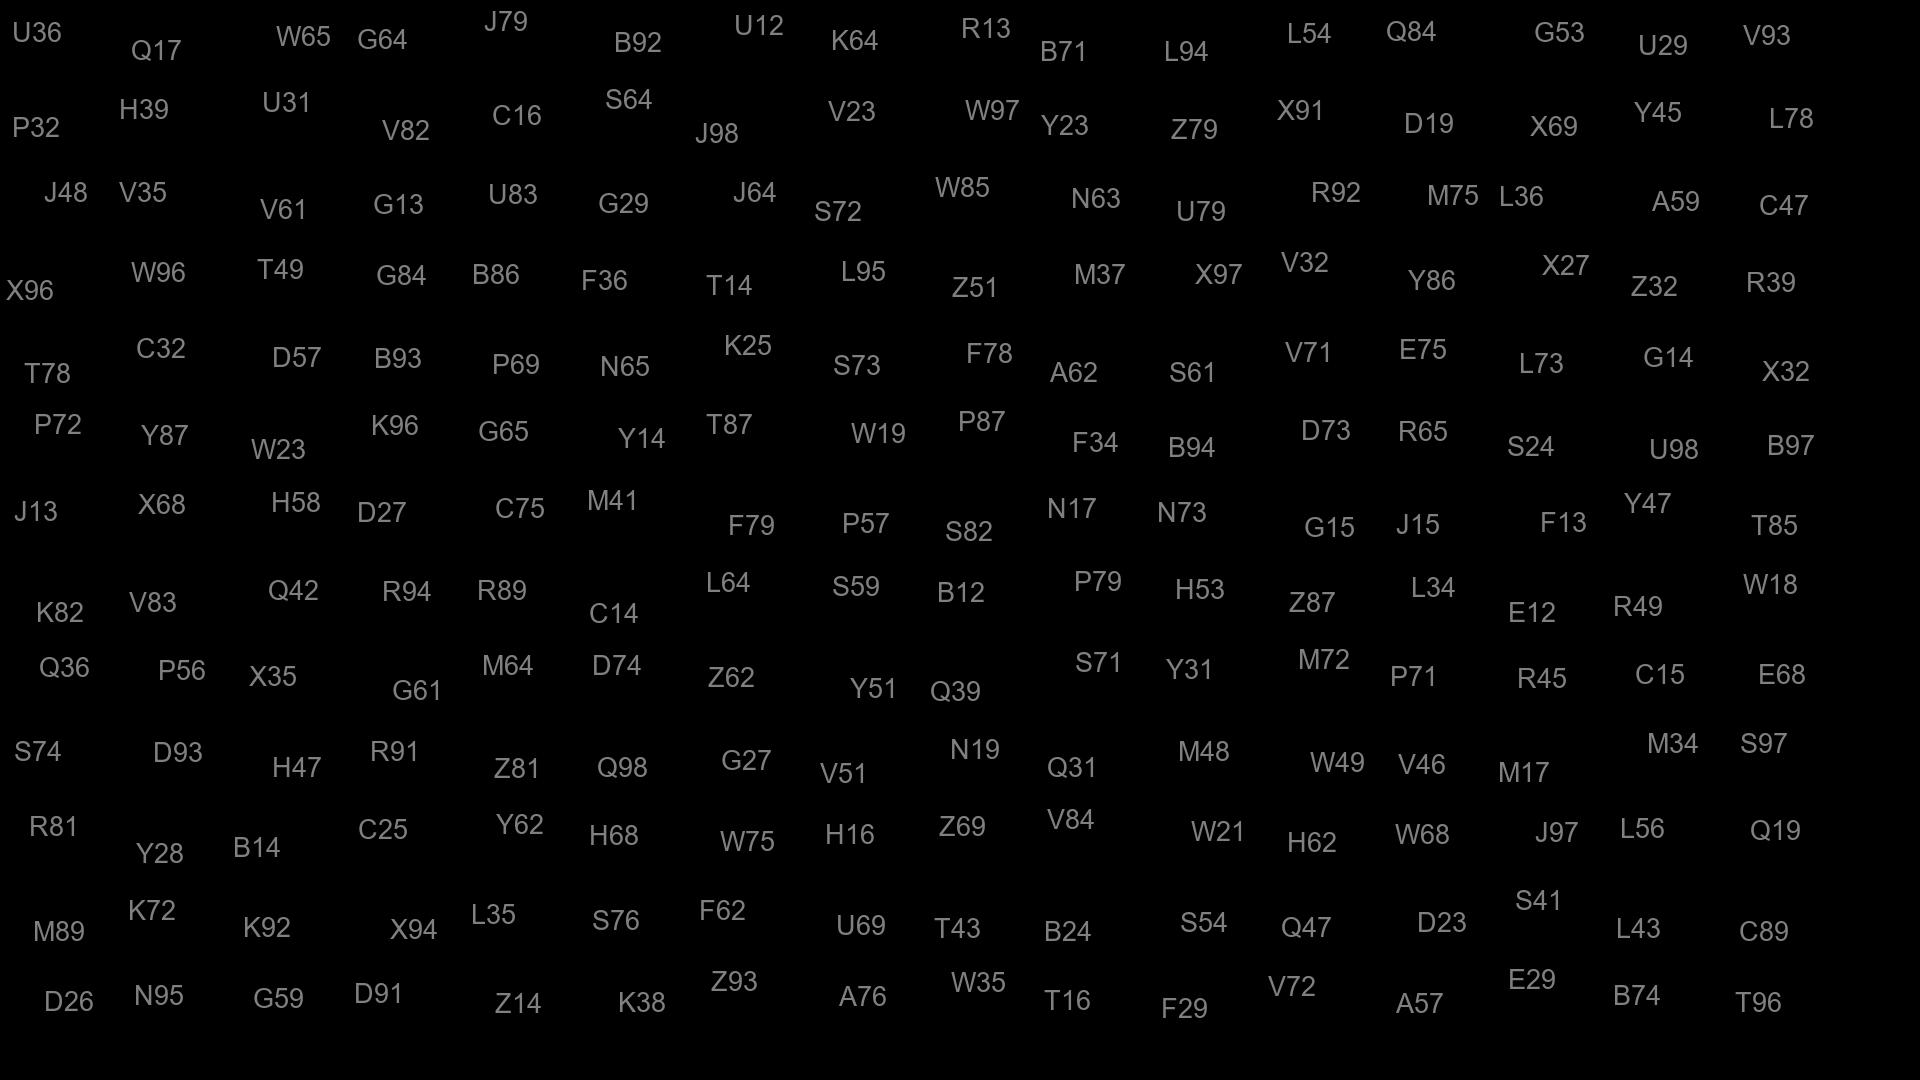 U36 Q17 W65 G64 J79 B92 U12 K64 R13 B71 L94 L54 Q84 G53 U29 V93
P32 H39 U31 V82 C16 S64 J98 V23 W97 Y23 Z79 X91 D19 X69 Y45 L78
J48 V35 V61 G13 U83 G29 J64 S72 W85 N63 U79 R92 M75 L36 A59 C47
X96 W96 T49 G84 B86 F36 T14 L95 Z51 M37 X97 V32 Y86 X27 Z32 R39
T78 C32 D57 B93 P69 N65 K25 S73 F78 A62 S61 V71 E75 L73 G14 X32
P72 Y87 W23 K96 G65 Y14 T87 W19 P87 F34 B94 D73 R65 S24 U98 B97
J13 X68 H58 D27 C75 M41 F79 P57 S82 N17 N73 G15 J15 F13 Y47 T85
K82 V83 Q42 R94 R89 C14 L64 S59 B12 P79 H53 Z87 L34 E12 R49 W18
Q36 P56 X35 G61 M64 D74 Z62 Y51 Q39 S71 Y31 M72 P71 R45 C15 E68
S74 D93 H47 R91 Z81 Q98 G27 V51 N19 Q31 M48 W49 V46 M17 M34 S97
R81 Y28 B14 C25 Y62 H68 W75 H16 Z69 V84 W21 H62 W68 J97 L56 Q19
M89 K72 K92 X94 L35 S76 F62 U69 T43 B24 S54 Q47 D23 S41 L43 C89
D26 N95 G59 D91 Z14 K38 Z93 A76 W35 T16 F29 V72 A57 E29 B74 T96